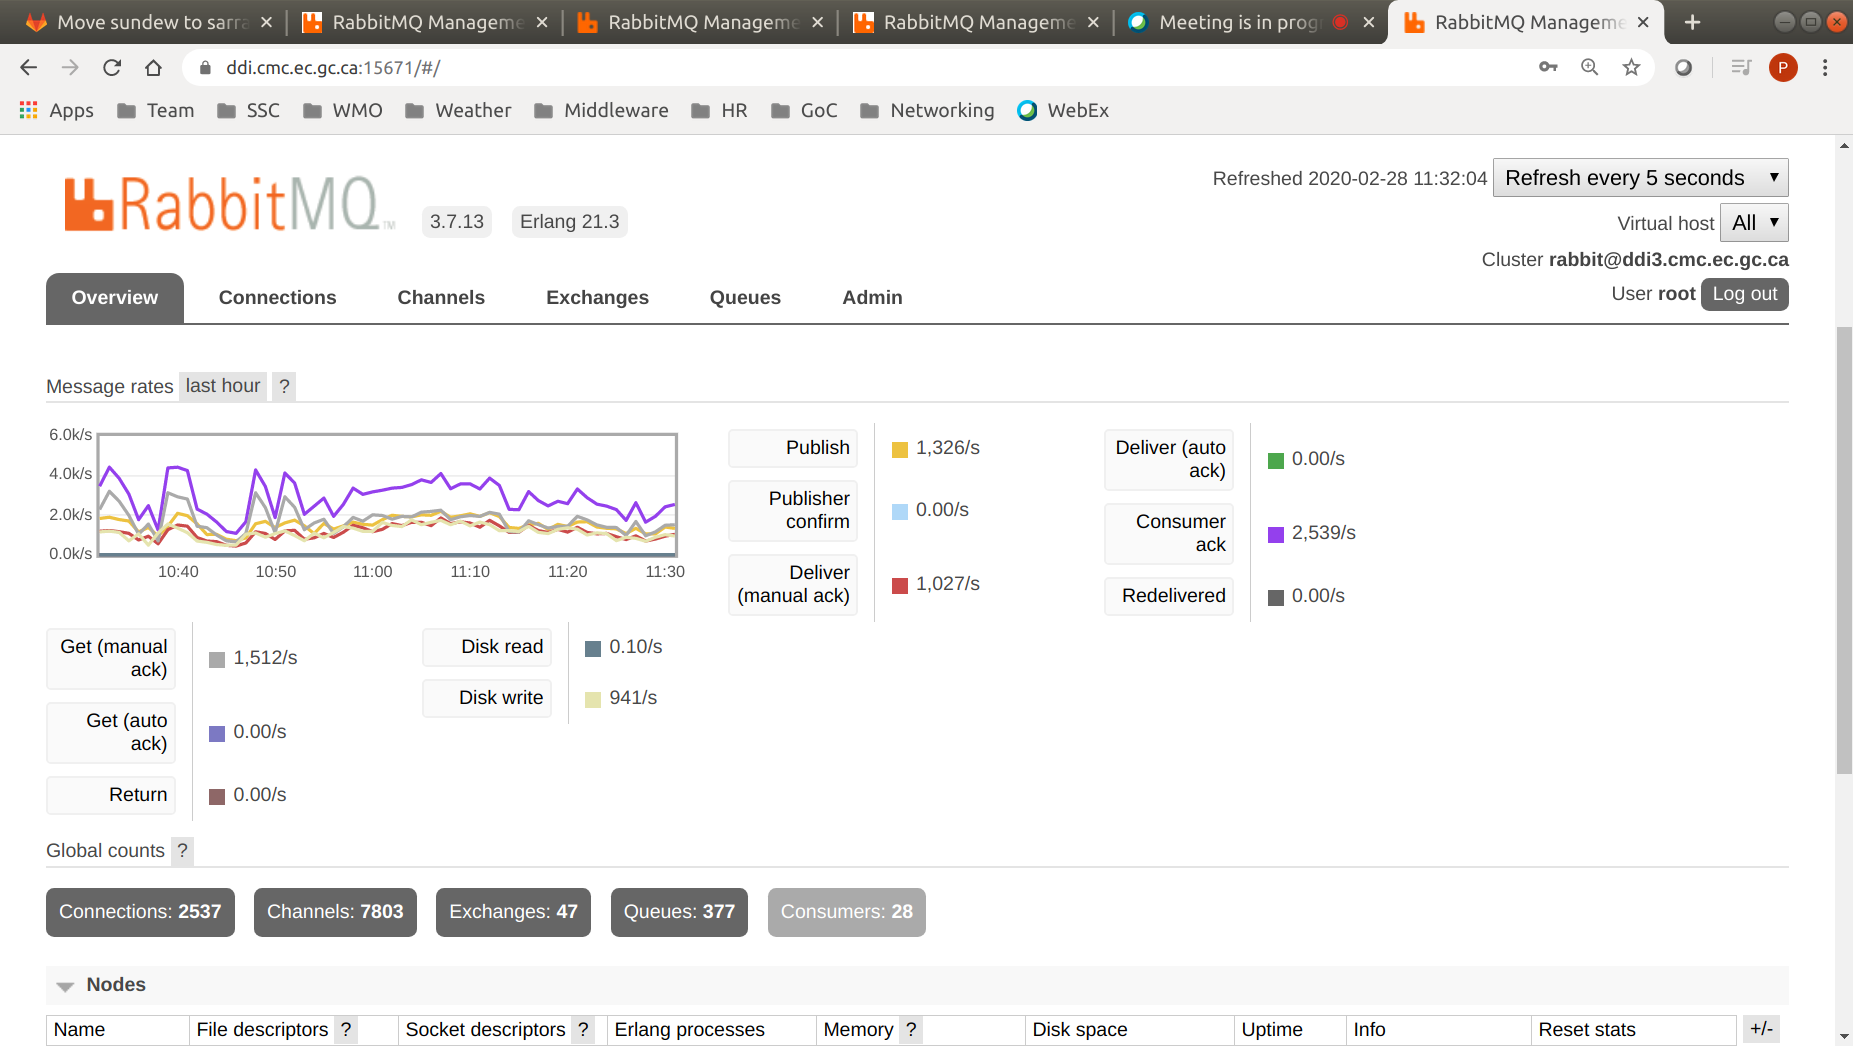 Move sundew to sarra
RabbitMQ Manageme
RabbitMQ Manageme
RabbitMQ Manageme
Meeting is in progr
RabbitMQ Manageme
ddi.cmc.ec.gc.ca:15671/#/
P
Apps Team SSC WMO Weather Middleware HR GoC Networking WebEx
RabbitMQ TM
3.7.13
Erlang 21.3
Refreshed 2020-02-28 11:32:04 Refresh every 5 seconds
Virtual host All
Cluster rabbit@ddi3.cmc.ec.gc.ca
User root Log out
Overview Connections Channels Exchanges Queues Admin
Message rates last hour ?
6.0k/s
4.0k/s
2.0k/s
0.0k/s
10:40 10:50 11:00 11:10 11:20 11:30
Publish 1,326/s
Publisher
confirm 0.00/s
Deliver
(manual ack) 1,027/s
Deliver (auto
ack) 0.00/s
Consumer
ack 2,539/s
Redelivered 0.00/s
Get (manual
ack) 1,512/s
Get (auto
ack) 0.00/s
Return 0.00/s
Disk read 0.10/s
Disk write 941/s
Global counts ?
Connections: 2537 Channels: 7803 Exchanges: 47 Queues: 377 Consumers: 28
Nodes
Name File descriptors ? Socket descriptors ? Erlang processes Memory ? Disk space Uptime Info Reset stats +/-